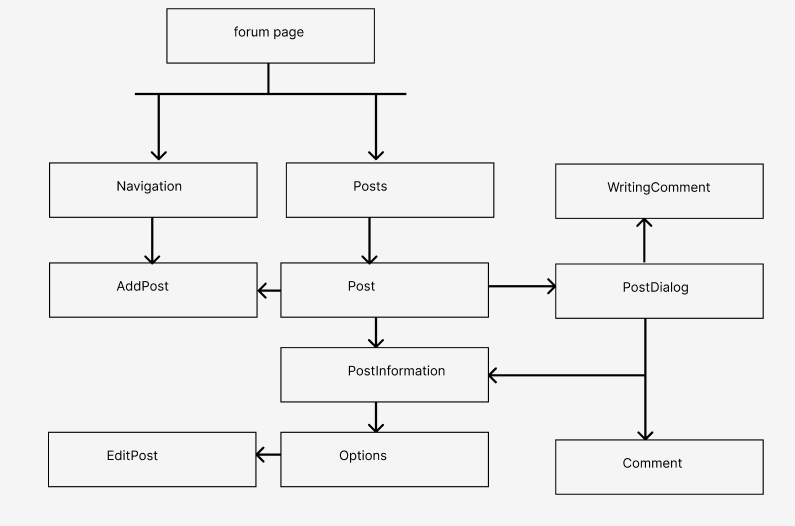 forum page
Navigation
Posts
WritingComment
AddPost
Post
PostDialog
PostInformation
EditPost
Options
Comment